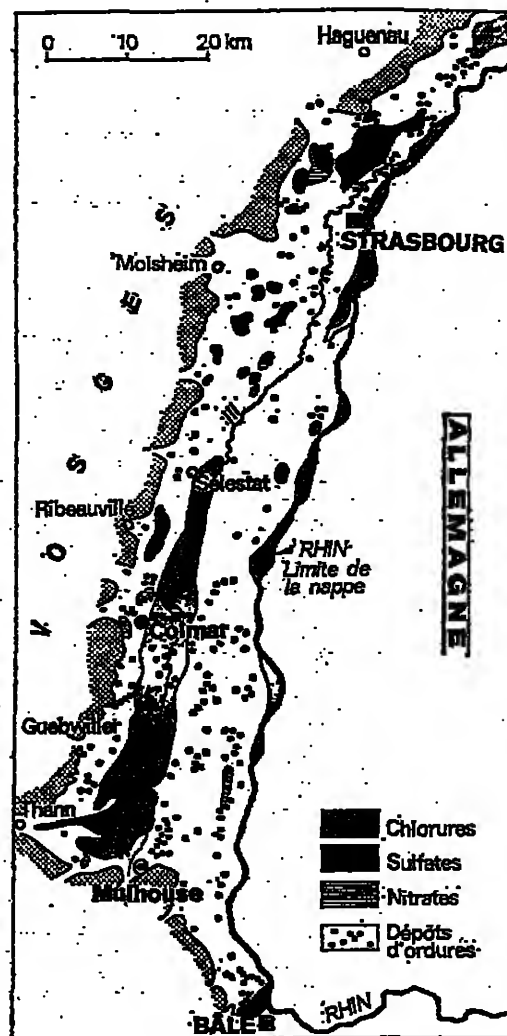 0 10 20 km
Haguenau
STRASBOURG
Molsheim
VOSGES
ALLEMAGNE
Sélestat
Ribeauvillé
RHIN
Limite de
la nappe
Colmar
Guebwiller
Thann
Mulhouse
Chlorures
Sulfates
Nitrates
Dépôts
d'ordures
BÂLE
RHIN